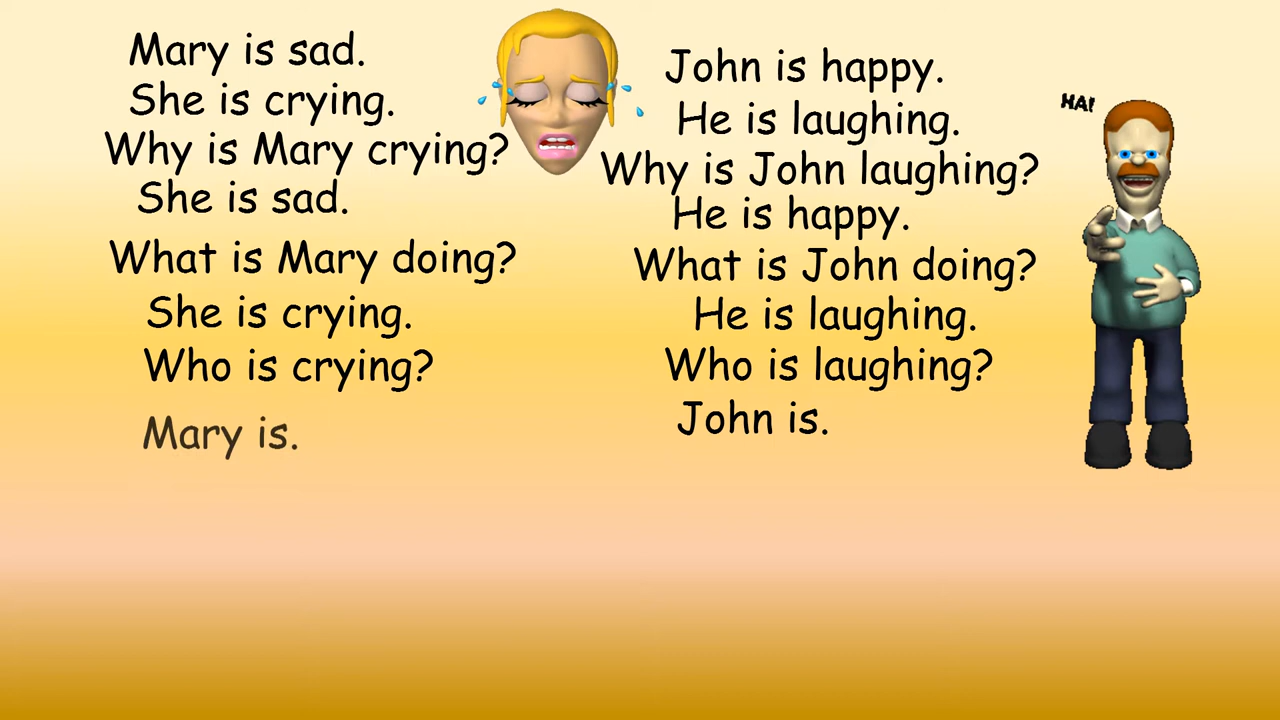 Mary is sad.
She is crying.
Why is Mary crying?
She is sad.
What is Mary doing?
She is crying.
Who is crying?
Mary is.
John is happy.
He is laughing.
Why is John laughing?
He is happy.
What is John doing?
He is laughing.
Who is laughing?
John is.
HA!